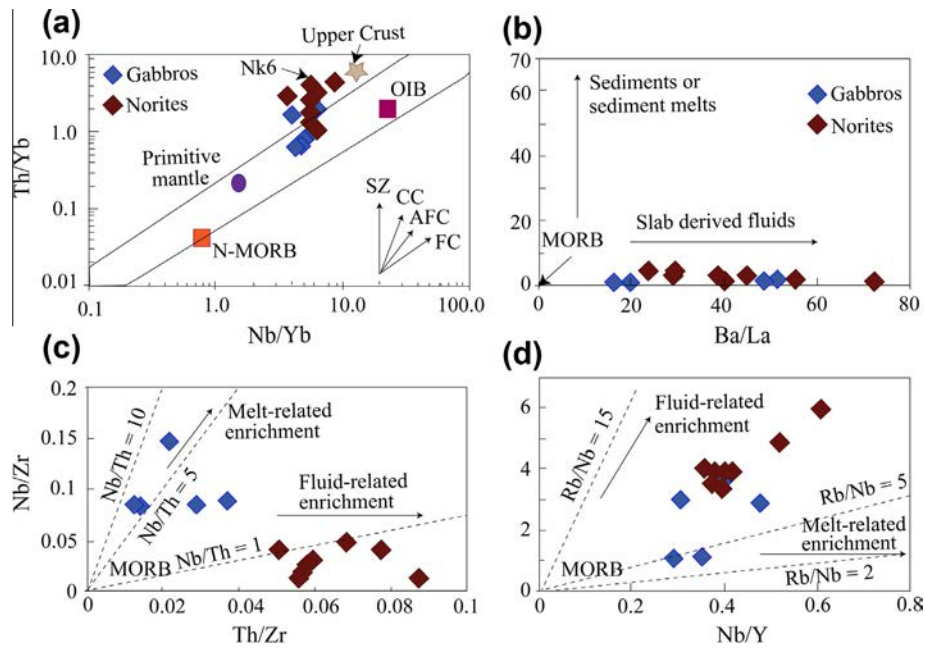 (a)
Upper Crust
10.0
Nk6
Gabbros
Norites
OIB
1.0
Th/Yb
Primitive
mantle
SZ
CC
AFC
FC
0.1
N-MORB
0.01
0.1
1.0
10.0
100.0
Nb/Yb
(b)
70
Sediments or
sediment melts
Gabbros
Norites
60
50
40
30
20
Slab derived fluids
10
MORB
0
0
20
40
60
80
Ba/La
(c)
0.2
Nb/Th = 10
Melt-related
enrichment
0.15
Nb/Zr
Nb/Th = 5
0.1
Fluid-related
enrichment
0.05
Nb/Th = 1
MORB
0
0
0.02
0.04
0.06
0.08
0.1
Th/Zr
(d)
6
Fluid-related
enrichment
Rb/Nb = 15
4
Rb/Nb = 5
2
Melt-related
enrichment
MORB
Rb/Nb = 2
0
0
0.2
0.4
0.6
0.8
Nb/Y